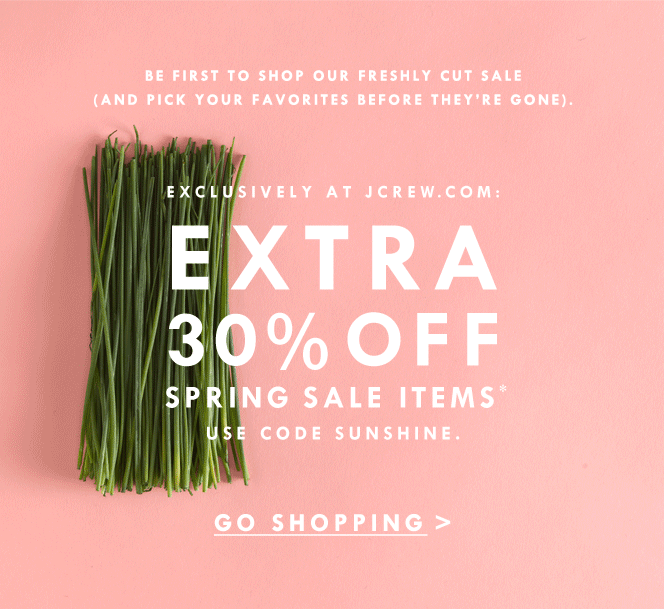 BE FIRST TO SHOP OUR FRESHLY CUT SALE
(AND PICK YOUR FAVORITES BEFORE THEY'RE GONE).
EXCLUSIVELY AT JCREW.COM:
EXTRA
30% OFF
SPRING SALE ITEMS*
USE CODE SUNSHINE.
GO SHOPPING >